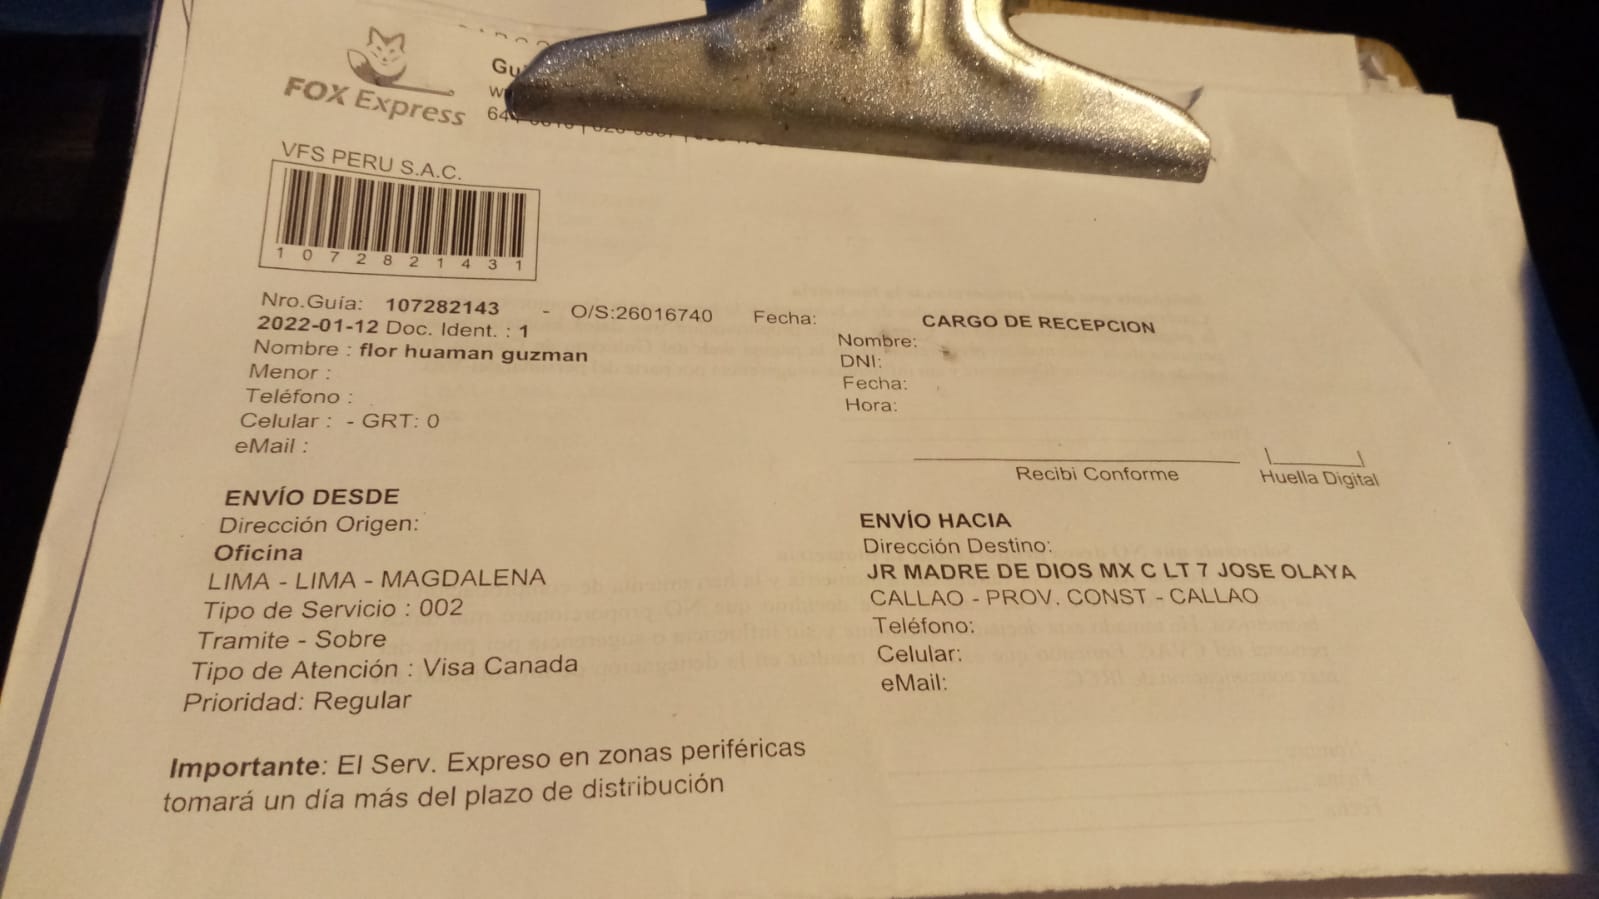 FOX Express
VFS PERU S.A.C.
1 0 7 2 8 2 1 4 3 1
Nro.Guía: 107282143 - O/S:26016740 Fecha:
2022-01-12 Doc. Ident. : 1
Nombre : flor huaman guzman
Menor :
Teléfono :
Celular : - GRT: 0
eMail :
CARGO DE RECEPCION
Nombre:
DNI:
Fecha:
Hora:
Recibi Conforme
Huella Digital
ENVÍO DESDE
Dirección Origen:
Oficina
LIMA - LIMA - MAGDALENA
Tipo de Servicio : 002
Tramite - Sobre
Tipo de Atención : Visa Canada
Prioridad: Regular
ENVÍO HACIA
Dirección Destino:
JR MADRE DE DIOS MX C LT 7 JOSE OLAYA
CALLAO - PROV. CONST - CALLAO
Teléfono:
Celular:
eMail:
Importante: El Serv. Expreso en zonas periféricas
tomará un día más del plazo de distribución